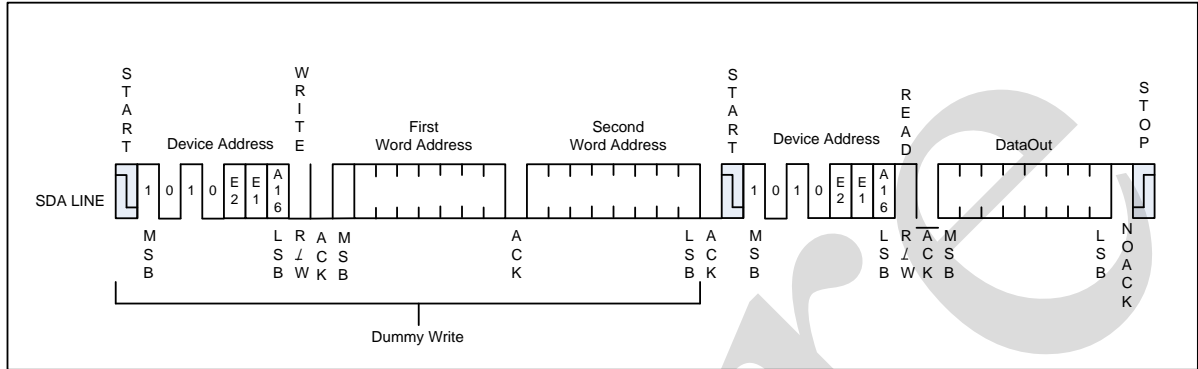 START
WRITE
START
READ
STOP
Device Address
First
Word Address
Second
Word Address
Device Address
DataOut
SDA LINE
1 0 1 0 E2 E1 A16
1 0 1 0 E2 E1 A16
MSB
LSB
R/W
ACK
MSB
ACK
LSB
ACK
MSB
LSB
R/W
ACK
MSB
LSB
NOACK
Dummy Write